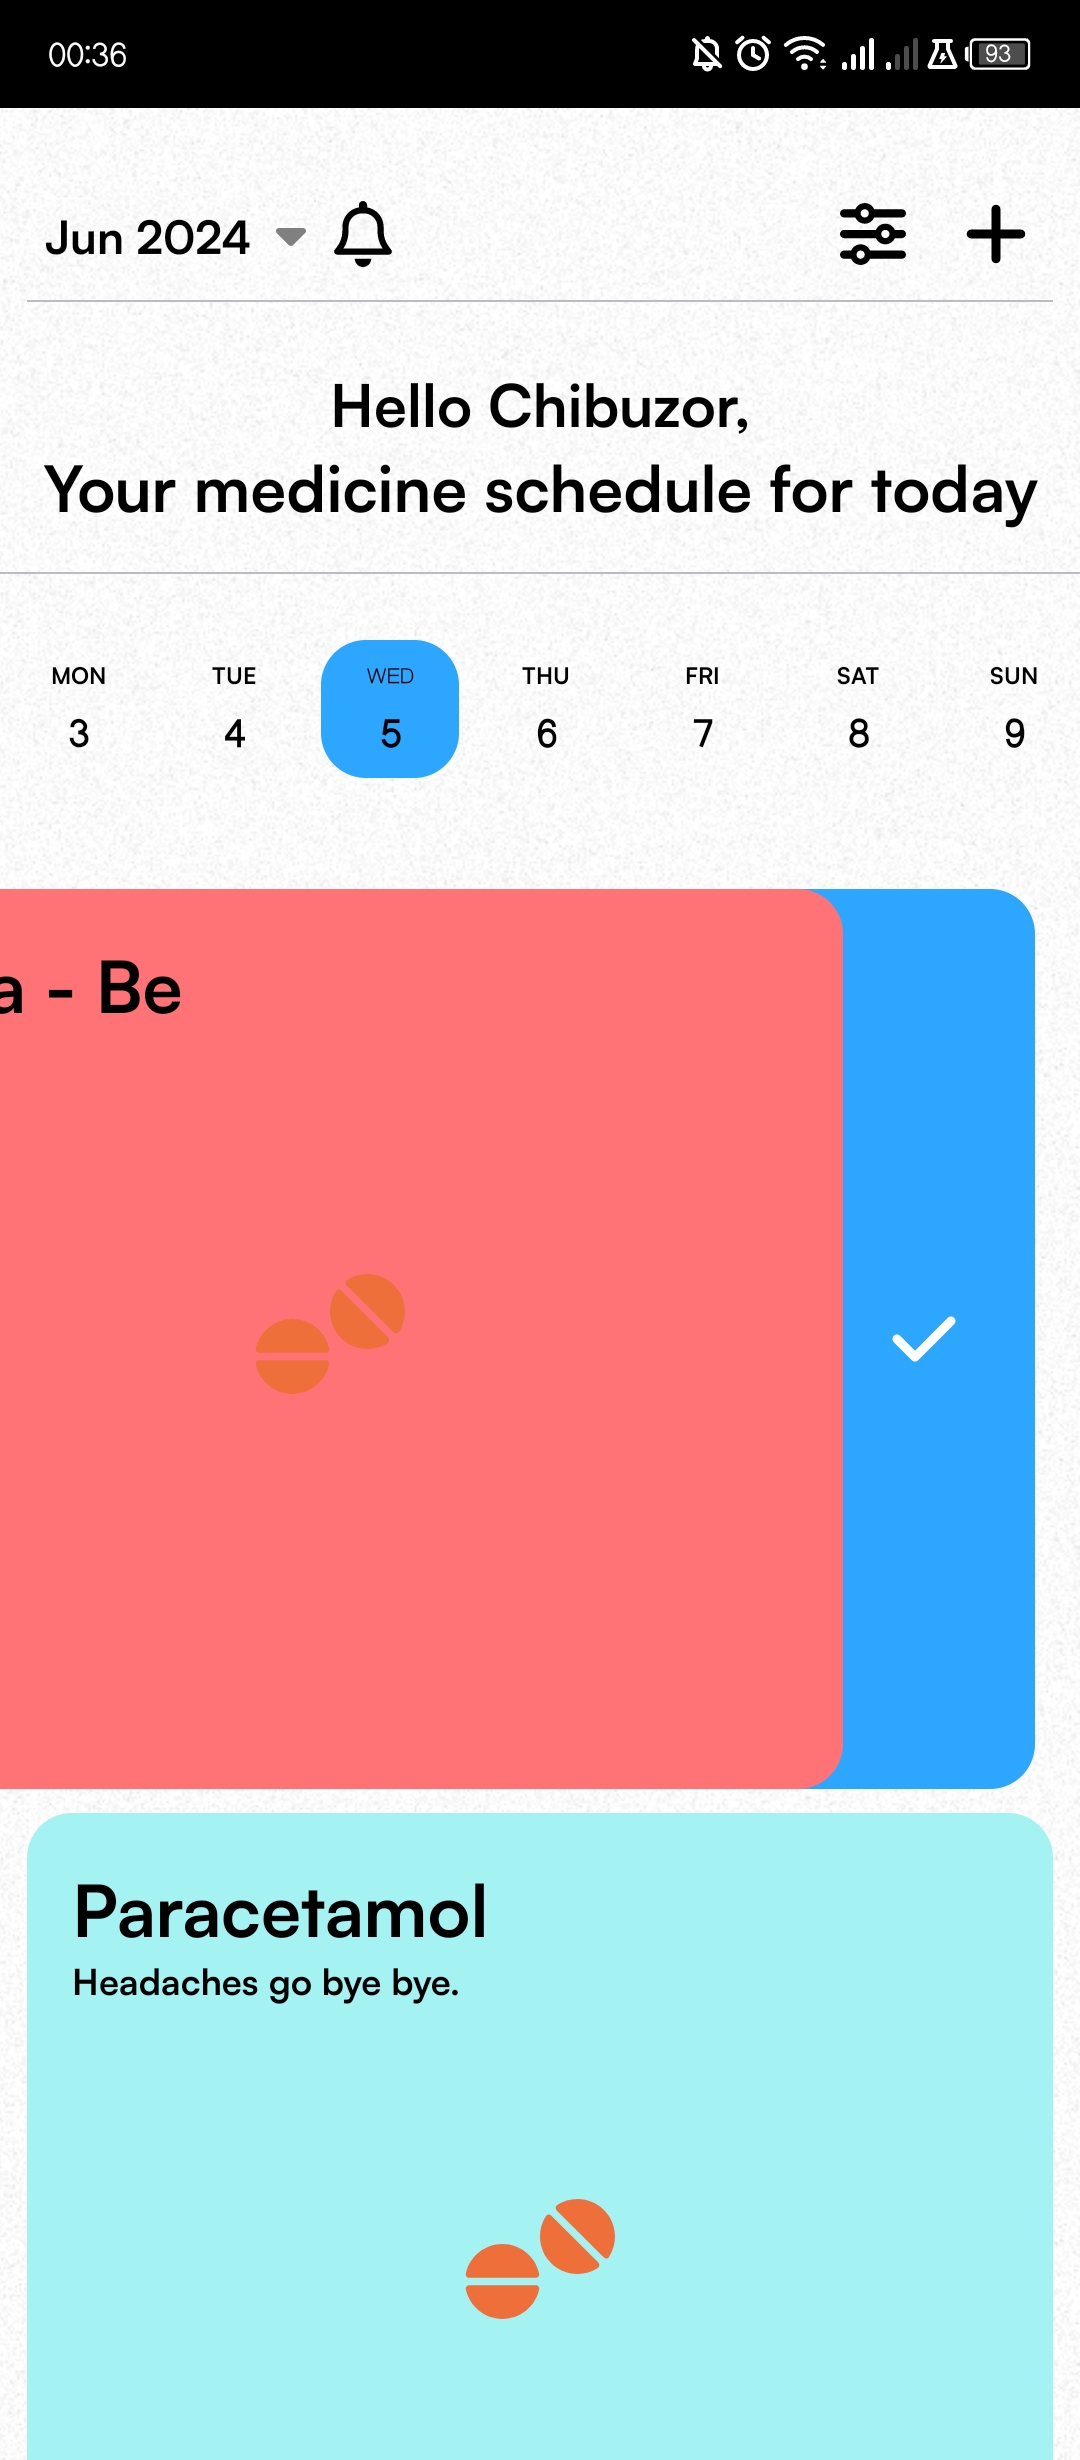 00:36
93
Jun 2024
Hello Chibuzor,
Your medicine schedule for today
MON TUE WED THU FRI SAT SUN
3 4 5 6 7 8 9
a - Be
Paracetamol
Headaches go bye bye.